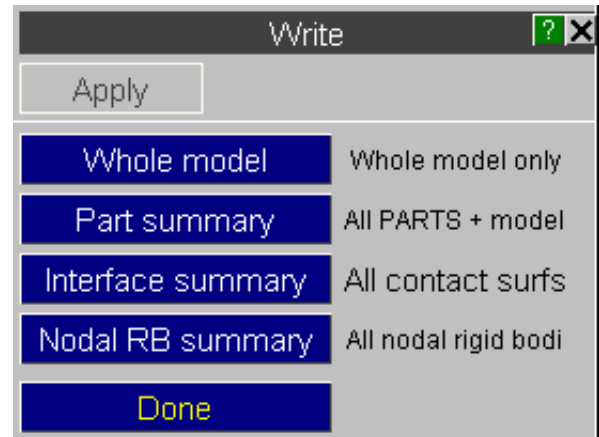 Write ?
Apply
Whole model Whole model only
Part summary All PARTS + model
Interface summary All contact surfs
Nodal RB summary All nodal rigid bodi
Done